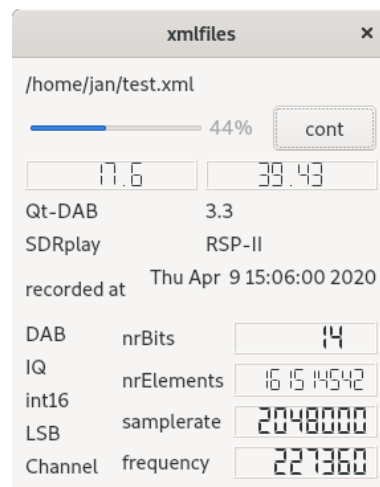 xmlfiles ×
/home/jan/test.xml
44% cont
17.6 39.43
Qt-DAB 3.3
SDRplay RSP-II
recorded at Thu Apr 9 15:06:00 2020
DAB nrBits 14
IQ nrElements 161514542
int16 samplerate 2048000
LSB
Channel frequency 227360